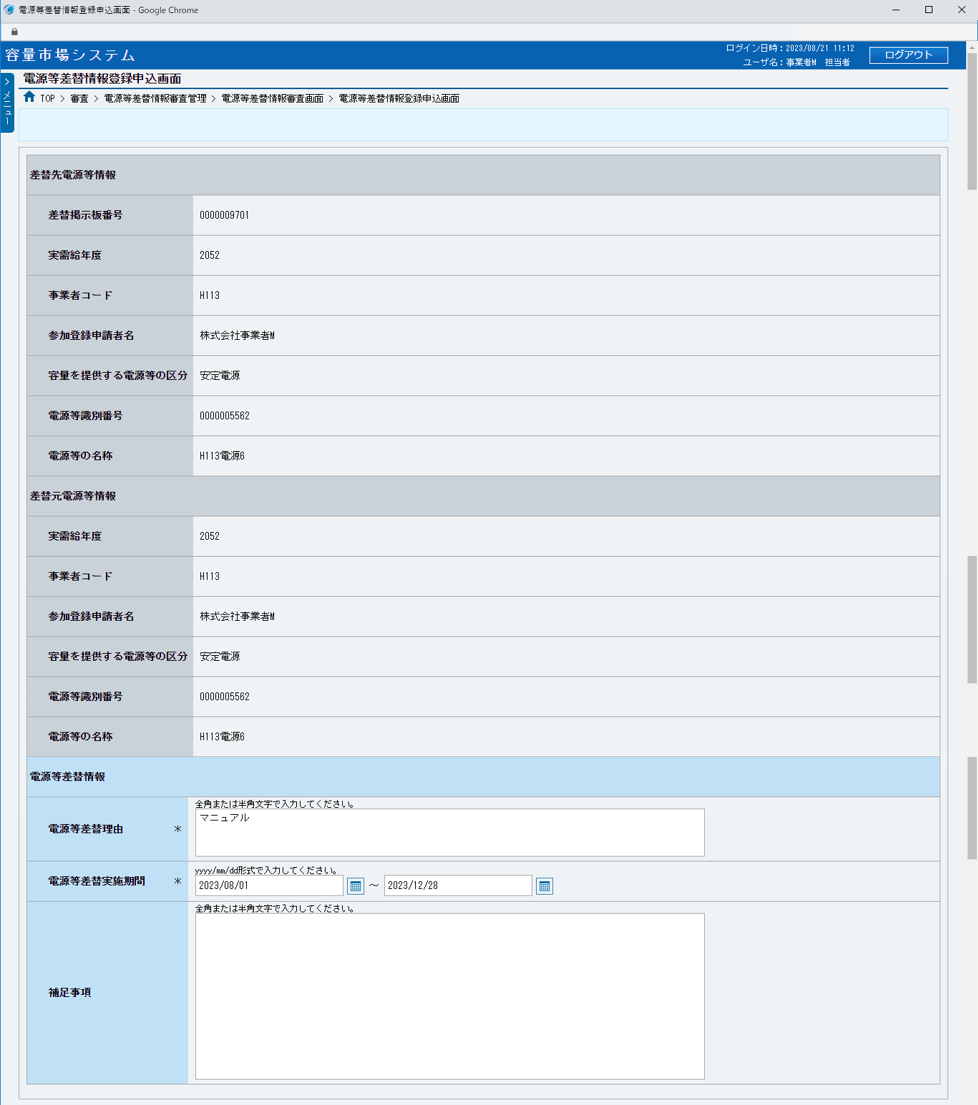 電源等差替情報登録申込画面 - Google Chrome
容量市場システム
ログイン日時：2023/08/21 11:12
ユーザ名：事業者M 担当者
ログアウト
> メニュー
電源等差替情報登録申込画面
TOP > 審査 > 電源等差替情報審査管理 > 電源等差替情報審査画面 > 電源等差替情報登録申込画面
差替先電源等情報
差替掲示板番号 0000009701
実需給年度 2052
事業者コード H113
参加登録申請者名 株式会社事業者M
容量を提供する電源等の区分 安定電源
電源等識別番号 0000005562
電源等の名称 H113電源6
差替元電源等情報
実需給年度 2052
事業者コード H113
参加登録申請者名 株式会社事業者M
容量を提供する電源等の区分 安定電源
電源等識別番号 0000005562
電源等の名称 H113電源6
電源等差替情報
全角または半角文字で入力してください。
電源等差替理由 * マニュアル
yyyy/mm/dd形式で入力してください。
電源等差替実施期間 * 2023/08/01 ～ 2023/12/28
全角または半角文字で入力してください。
補足事項